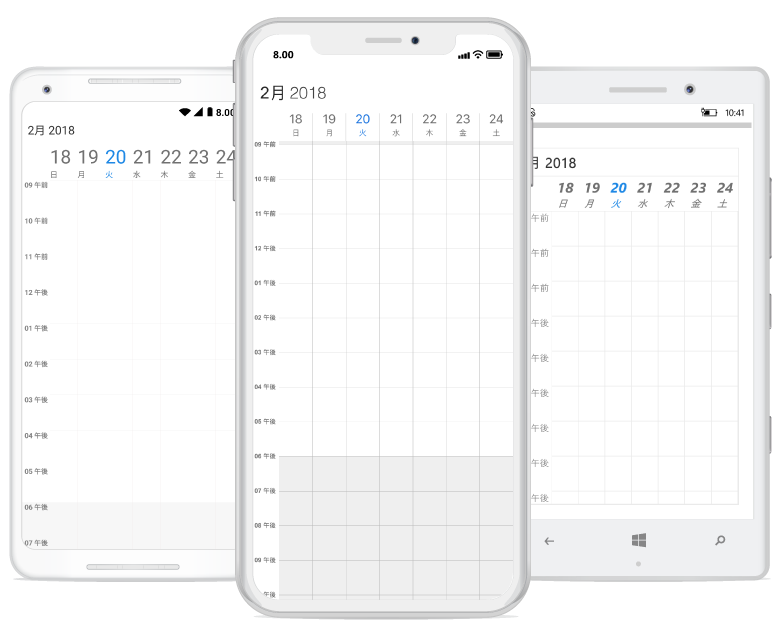 8.00
2月 2018
18 19 20 21 22 23 24
日 月 火 水 木 金 土
09 午前
10 午前
11 午前
12 午後
01 午後
02 午後
03 午後
04 午後
05 午後
06 午後
07 午後
08 午後
09 午後
午後
8.00
2月 2018
18 19 20 21 22 23 24
日 月 火 水 木 金 土
09 午前
10 午前
11 午前
12 午後
01 午後
02 午後
03 午後
04 午後
05 午後
06 午後
07 午後
10:41
月 2018
18 19 20 21 22 23 24
日 月 火 水 木 金 土
午前
午前
午前
午後
午後
午後
午後
午後
午後